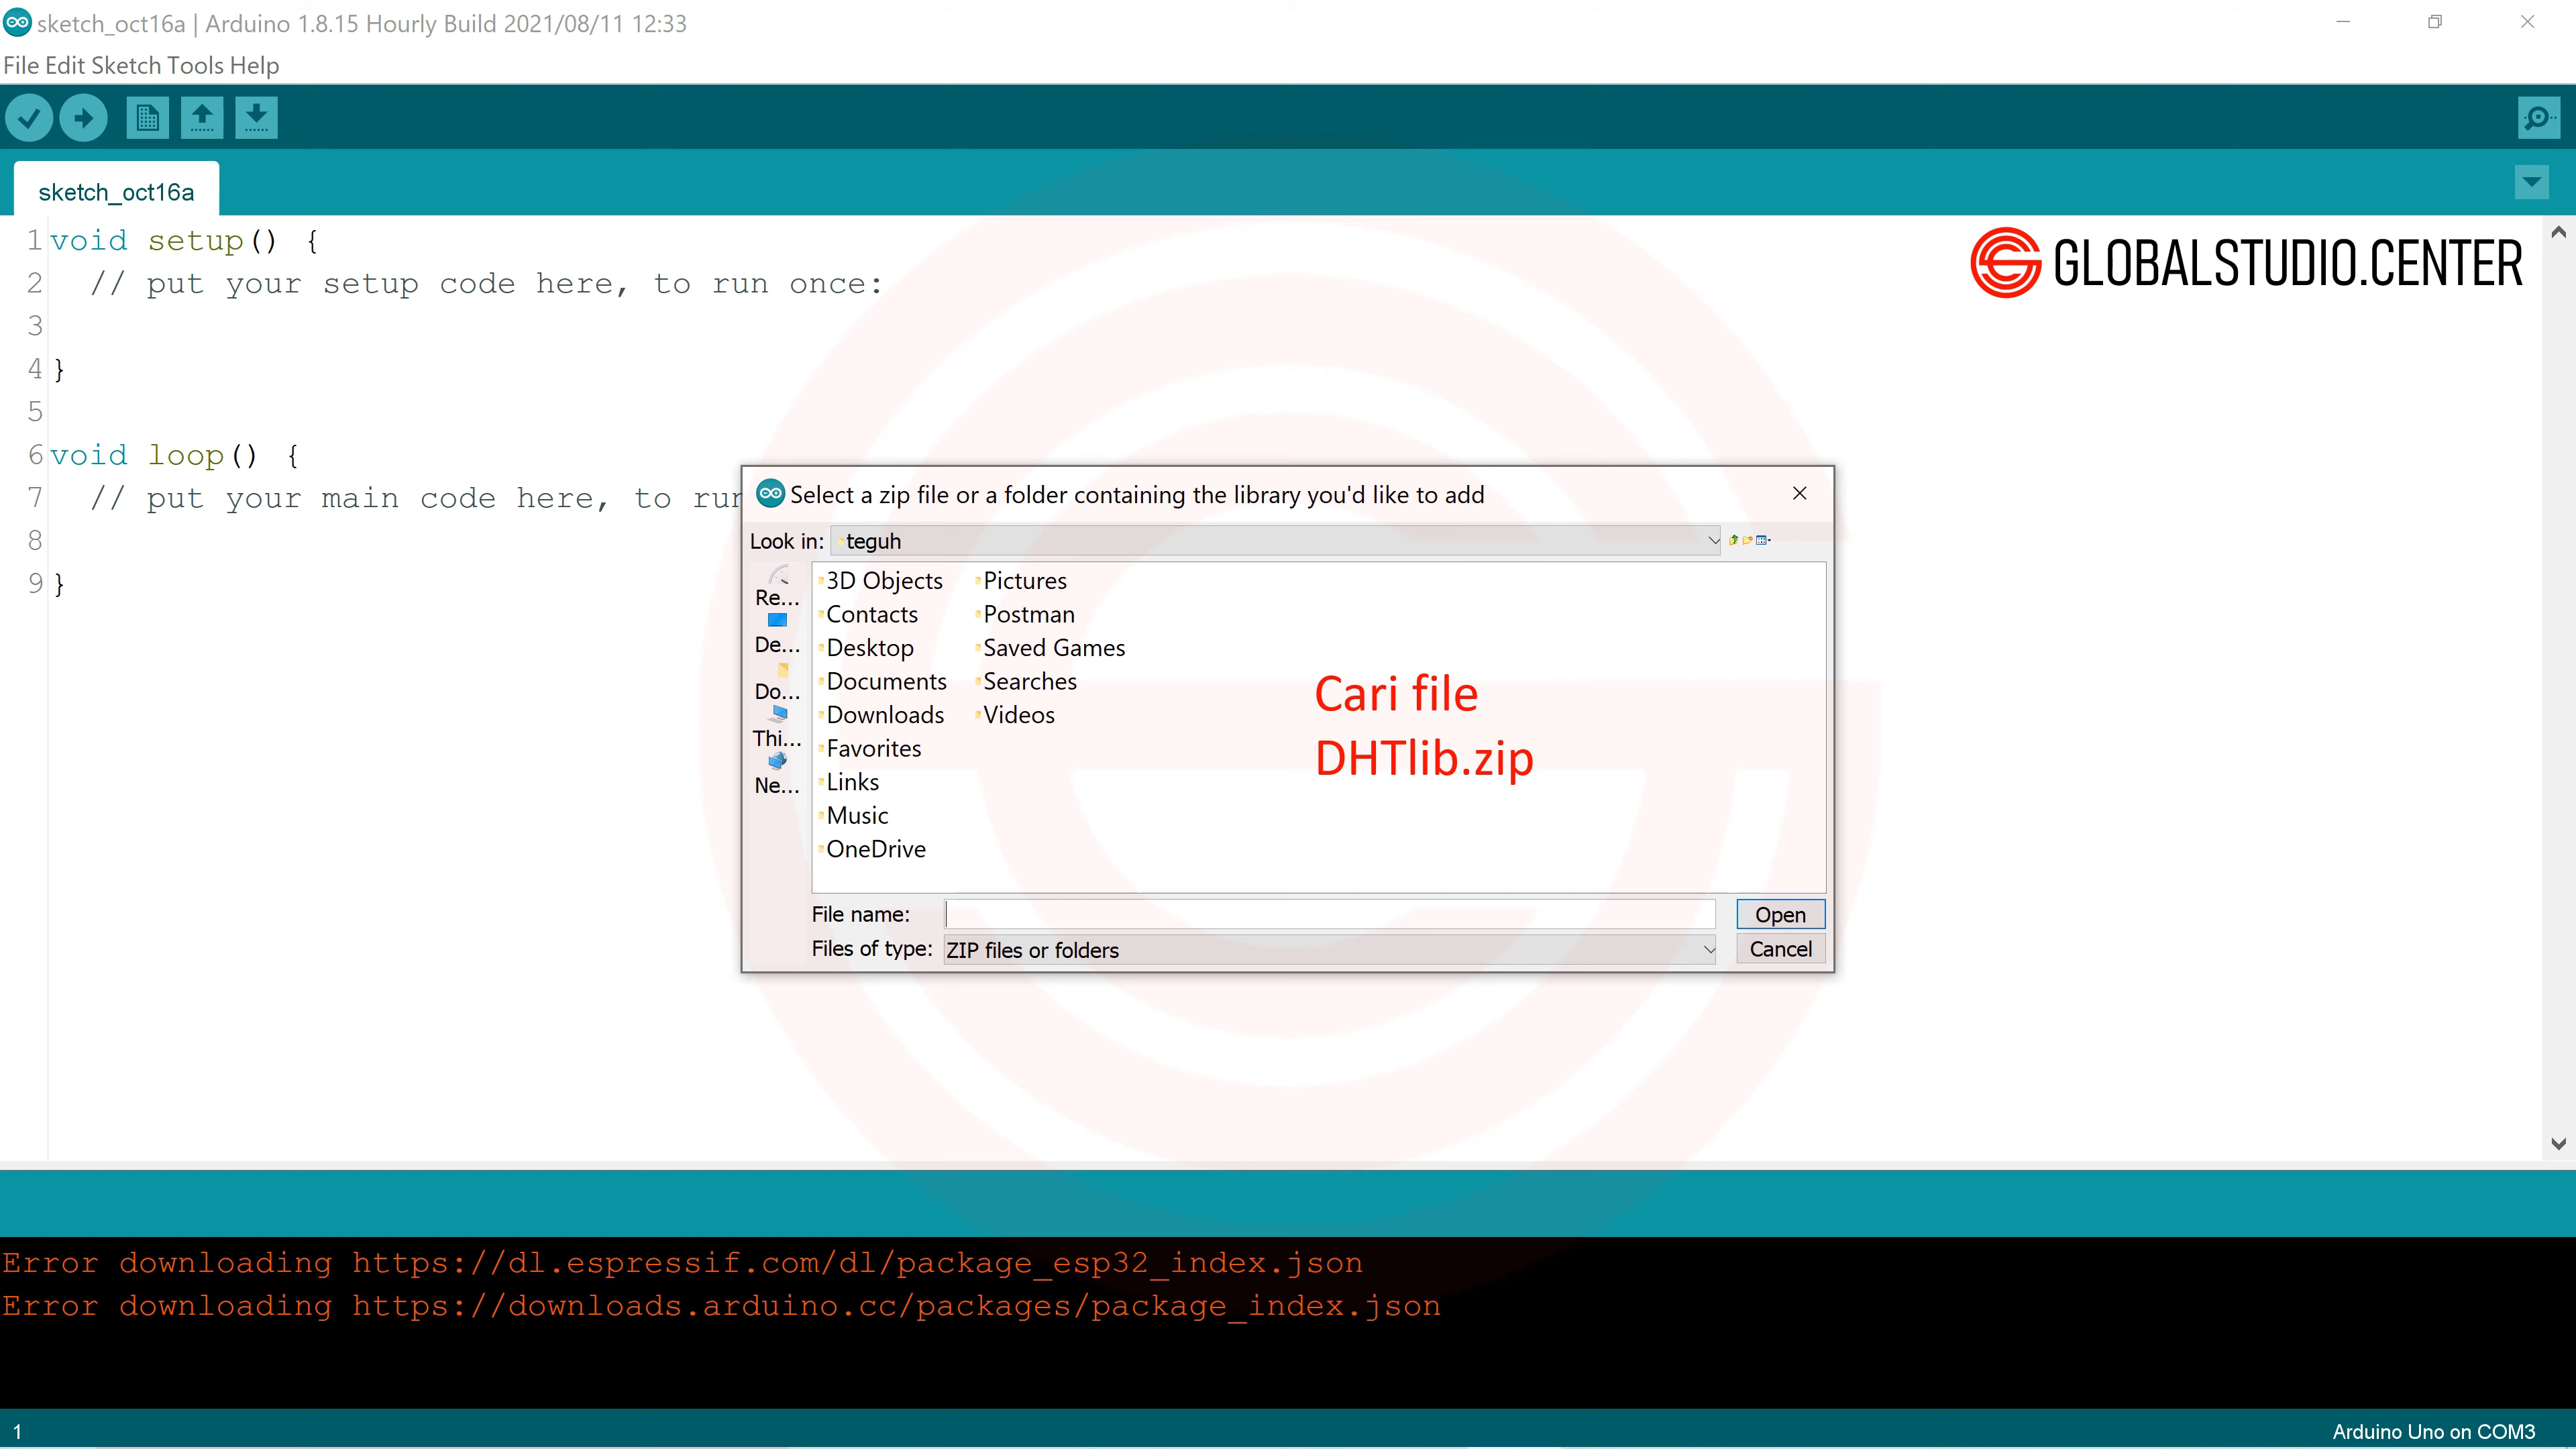 sketch_oct16a | Arduino 1.8.15 Hourly Build 2021/08/11 12:33
File Edit Sketch Tools Help
sketch_oct16a
GLOBALSTUDIO.CENTER
1 void setup() {
2 // put your setup code here, to run once:
3
4 }
5
6 void loop() {
7 // put your main code here, to run
8
9 }
Select a zip file or a folder containing the library you'd like to add
Look in: teguh
Re...
De...
Do...
Thi...
Ne...
3D Objects
Contacts
Desktop
Documents
Downloads
Favorites
Links
Music
OneDrive
Pictures
Postman
Saved Games
Searches
Videos
Cari file
DHTlib.zip
File name:
Open
Files of type: ZIP files or folders
Cancel
Error downloading https://dl.espressif.com/dl/package_esp32_index.json
Error downloading https://downloads.arduino.cc/packages/package_index.json
1
Arduino Uno on COM3